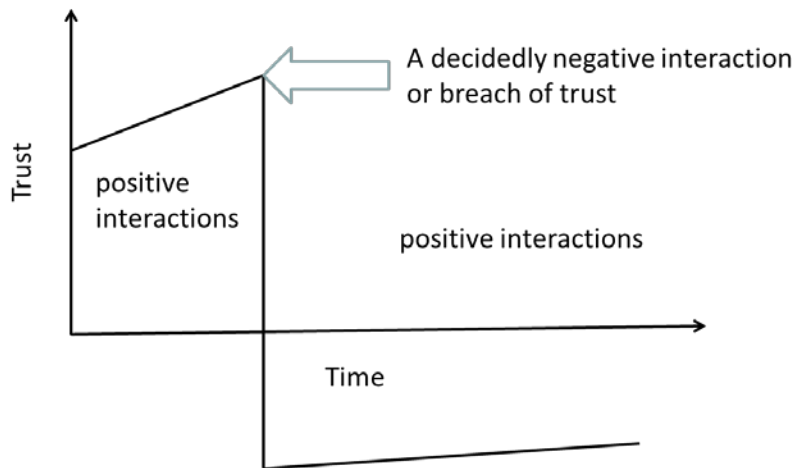 A decidedly negative interaction
or breach of trust
Trust
positive
interactions
positive interactions
Time